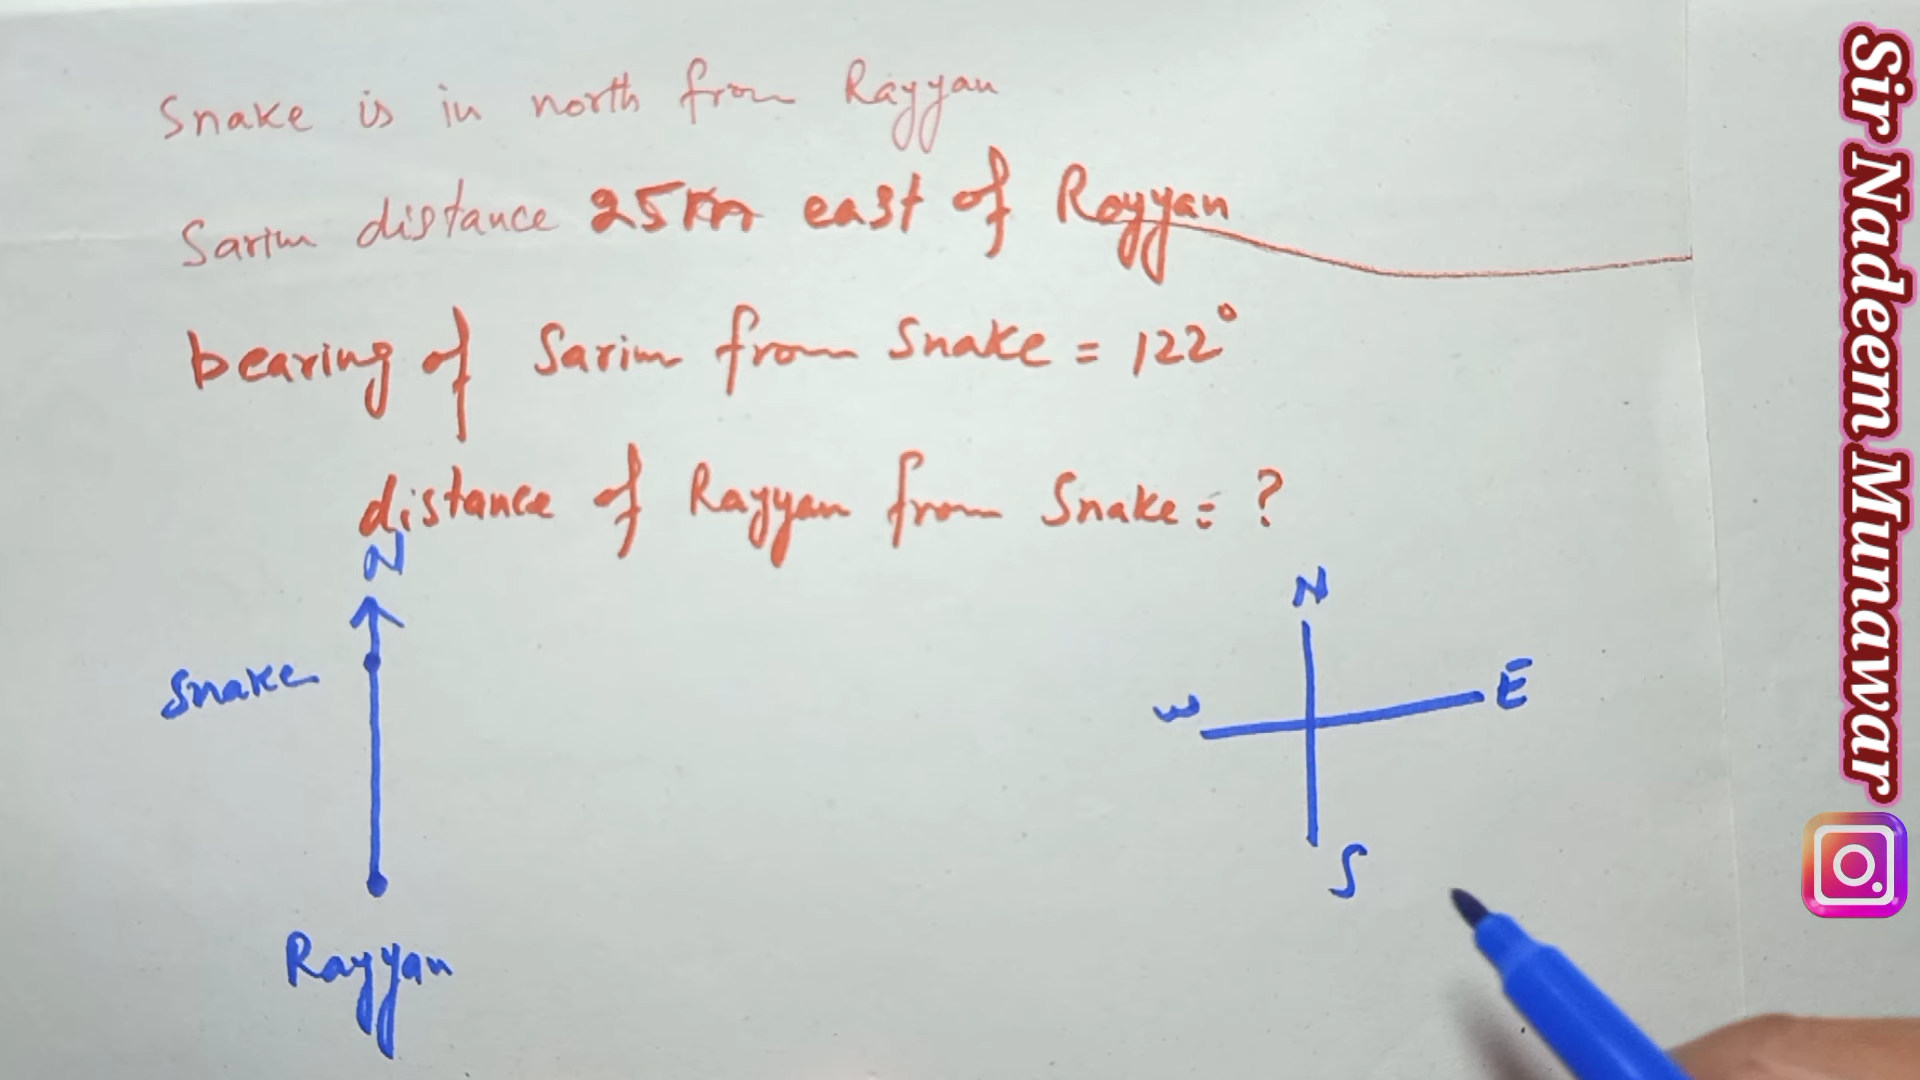 Snake is in north from Rayyan
Sarim distance 25Km east of Rayyan
bearing of Sarim from Snake = 122°
distance of Rayyan from Snake = ?
N
Snake
Rayyan
N
W
E
S
Sir Nadeem Munawar